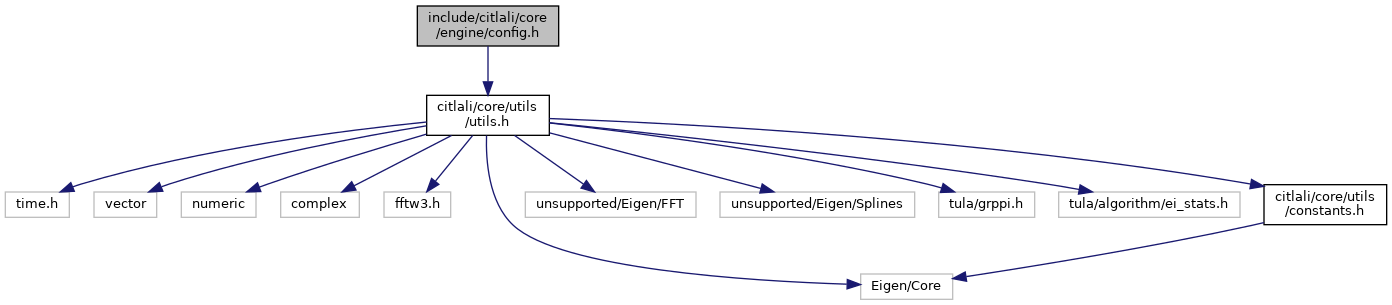 include/citlali/core
/engine/config.h
citlali/core/utils
/utils.h
time.h
vector
numeric
complex
fftw3.h
unsupported/Eigen/FFT
unsupported/Eigen/Splines
tula/grppi.h
tula/algorithm/ei_stats.h
citlali/core/utils
/constants.h
Eigen/Core